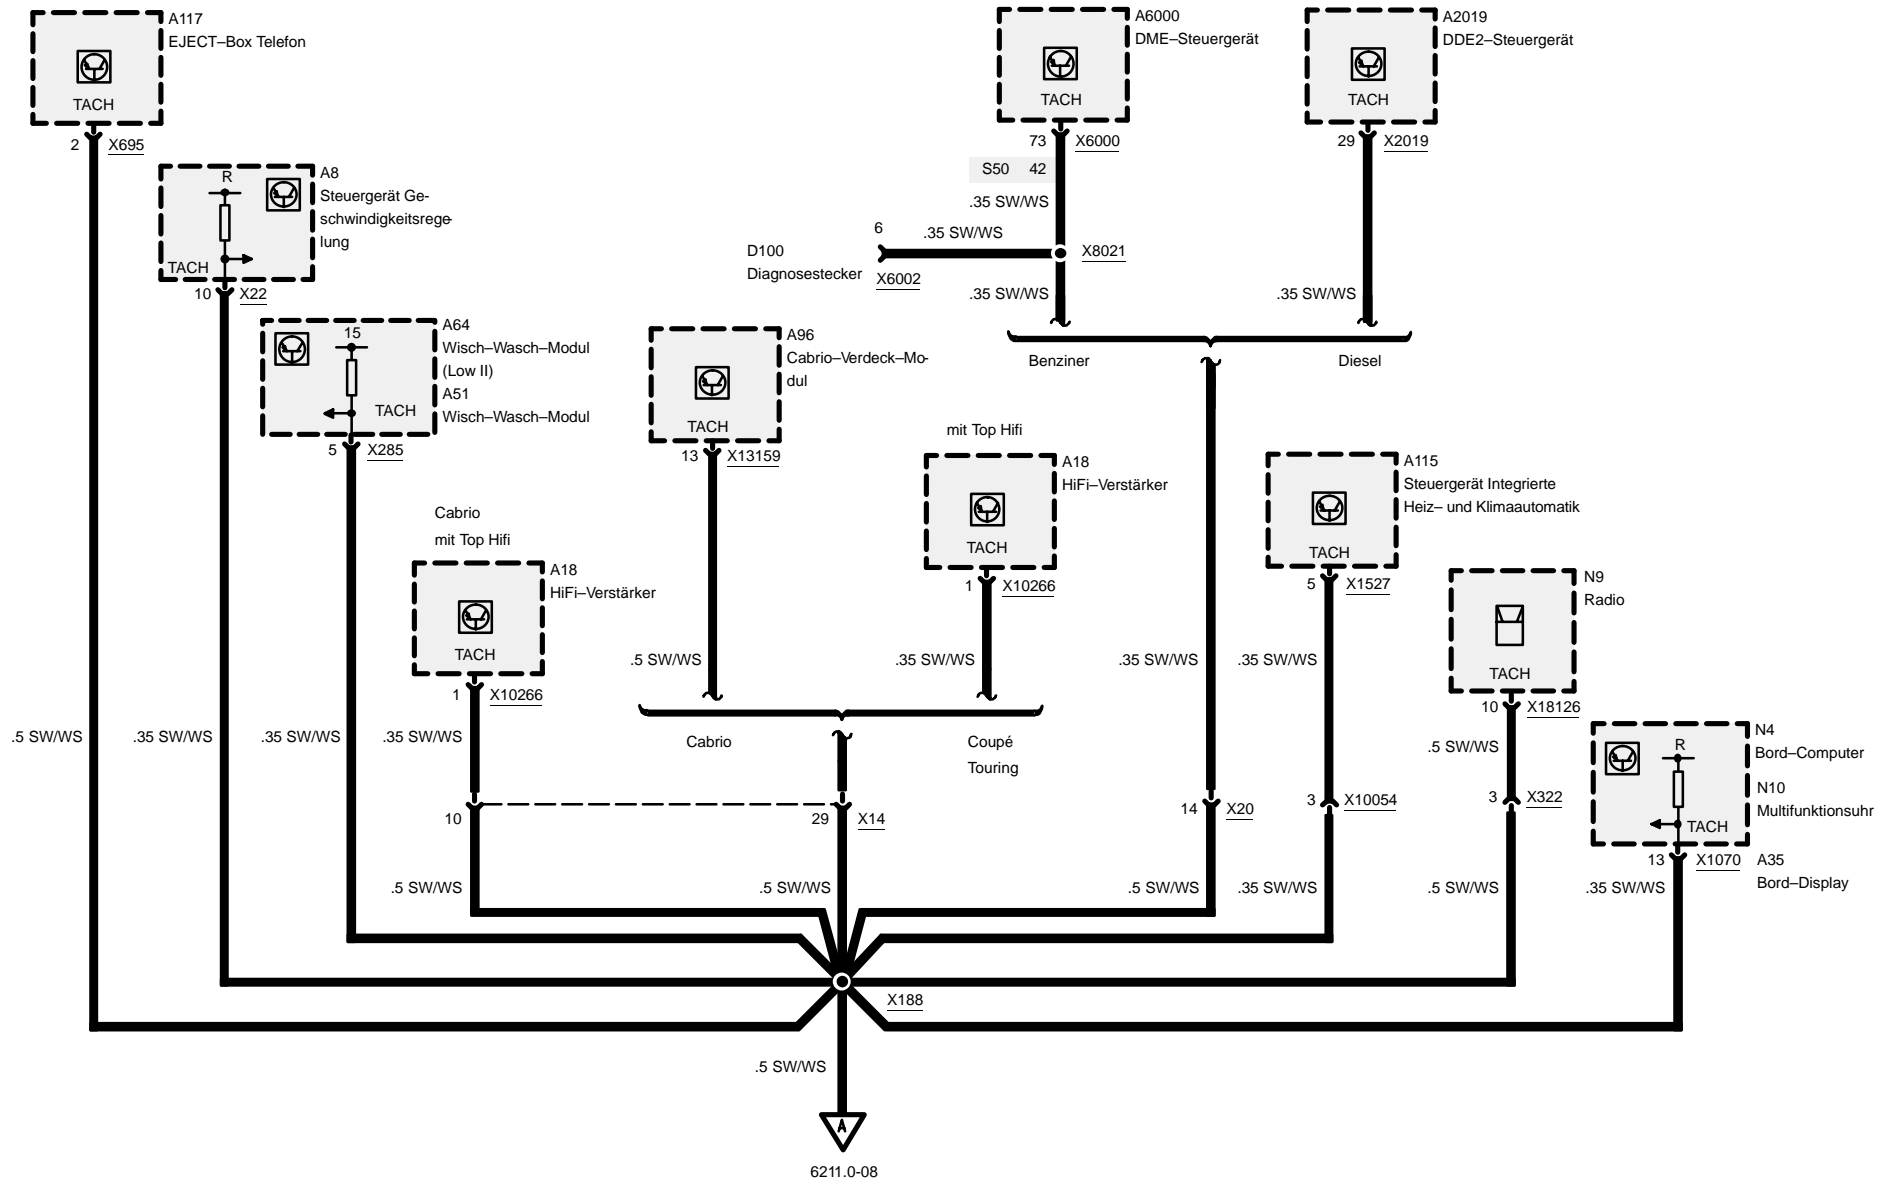 A117
EJECT–Box Telefon
TACH
2 X695
A6000
DME–Steuergerät
TACH
73 X6000
S50 42
.35 SW/WS
A2019
DDE2–Steuergerät
TACH
29 X2019
6
.35 SW/WS
D100
Diagnosestecker
X6002
X8021
.35 SW/WS
.35 SW/WS
Benziner
Diesel
A8
Steuergerät Ge-
schwindigkeitsrege-
lung
R
TACH
10 X22
A64
Wisch–Wasch–Modul
(Low II)
A51
Wisch–Wasch–Modul
15
TACH
5 X285
A96
Cabrio–Verdeck–Mo-
dul
TACH
13 X13159
mit Top Hifi
A18
HiFi–Verstärker
TACH
1 X10266
A115
Steuergerät Integrierte
Heiz– und Klimaautomatik
TACH
5 X1527
Cabrio
mit Top Hifi
A18
HiFi–Verstärker
TACH
1 X10266
N9
Radio
TACH
10 X18126
.5 SW/WS
.35 SW/WS
.35 SW/WS
.35 SW/WS
Cabrio
Coupé
Touring
N4
Bord–Computer
N10
Multifunktionsuhr
R
TACH
13 X1070
A35
Bord–Display
.5 SW/WS
.35 SW/WS
.35 SW/WS
.35 SW/WS
.5 SW/WS
10
29 X14
14 X20
3 X10054
3 X322
.5 SW/WS
.5 SW/WS
.5 SW/WS
.35 SW/WS
.5 SW/WS
.35 SW/WS
X188
.5 SW/WS
A
6211.0-08